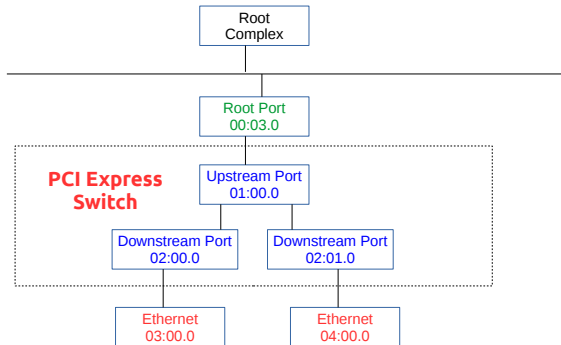 Root
Complex
Root Port
00:03.0
PCI Express
Switch
Upstream Port
01:00.0
Downstream Port
02:00.0
Downstream Port
02:01.0
Ethernet
03:00.0
Ethernet
04:00.0